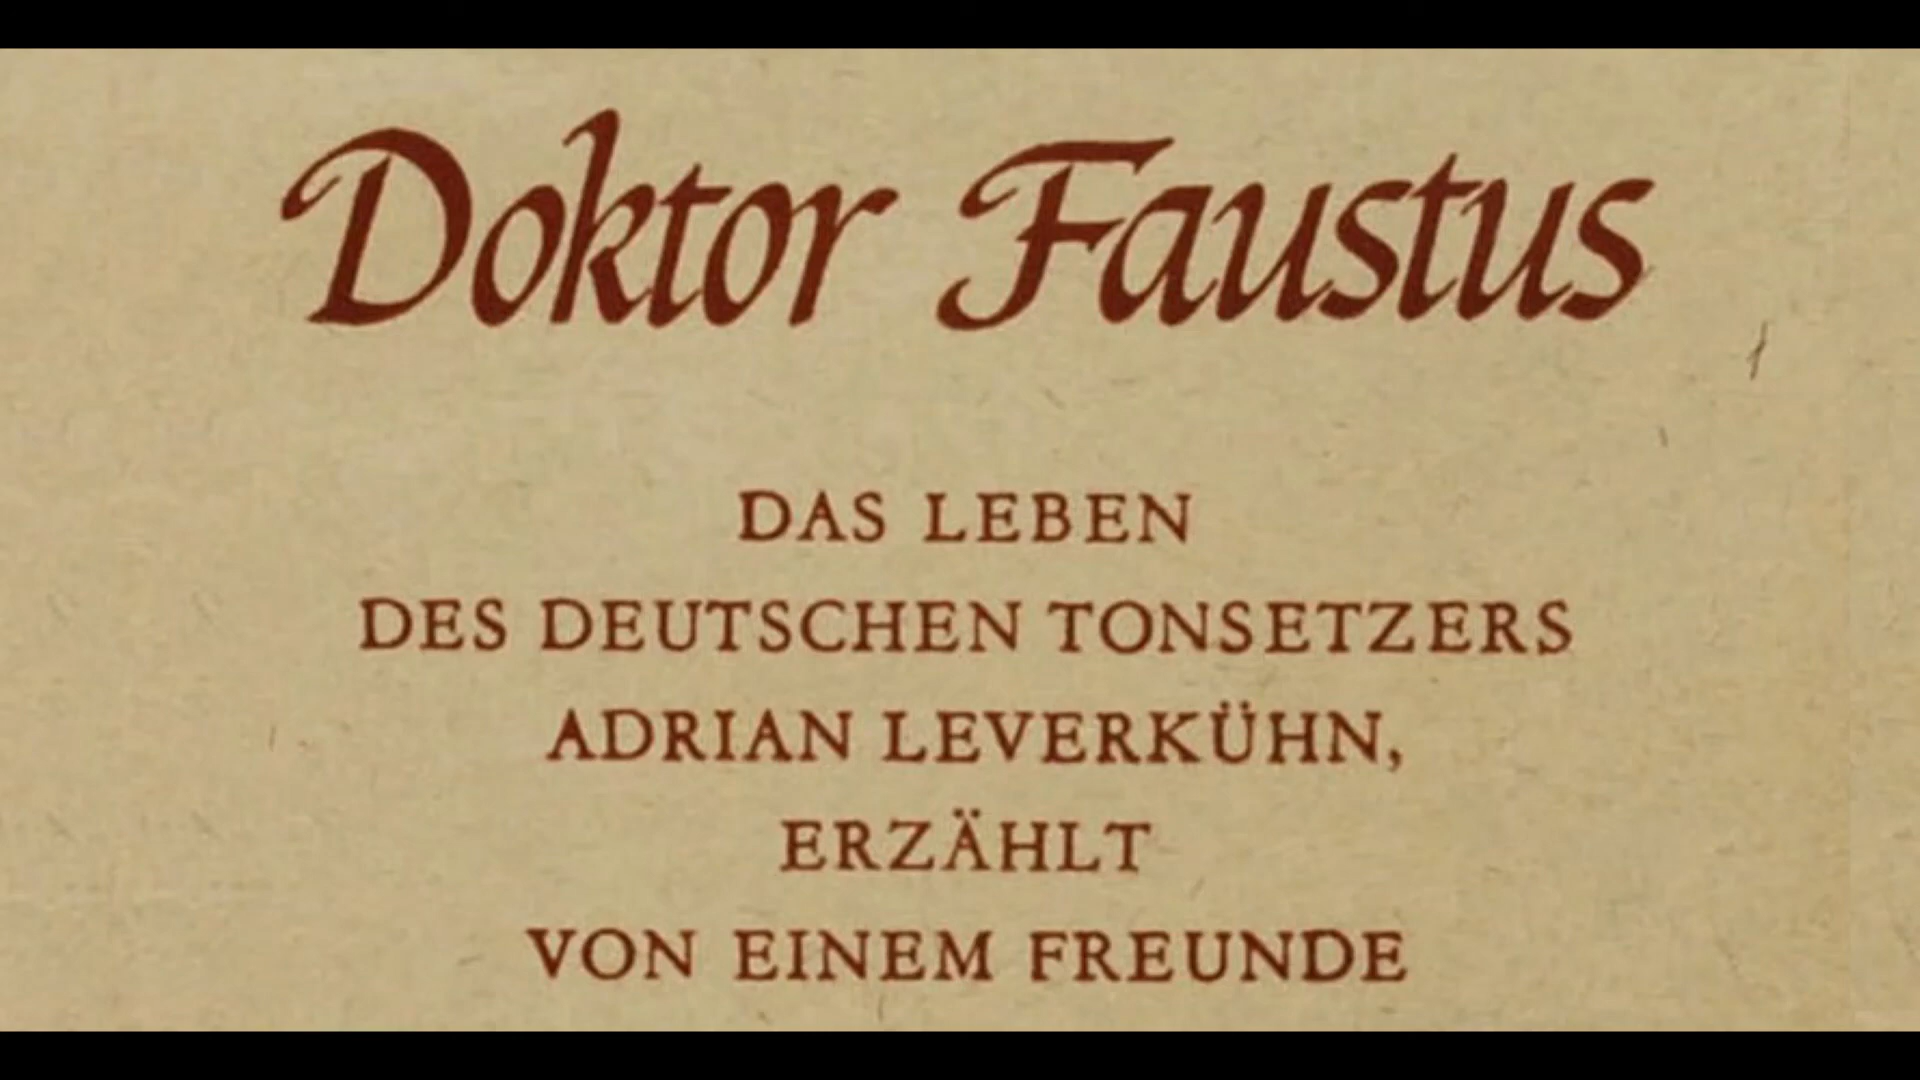 Doktor Faustus
DAS LEBEN
DES DEUTSCHEN TONSETZERS
ADRIAN LEVERKÜHN,
ERZÄHLT
VON EINEM FREUNDE